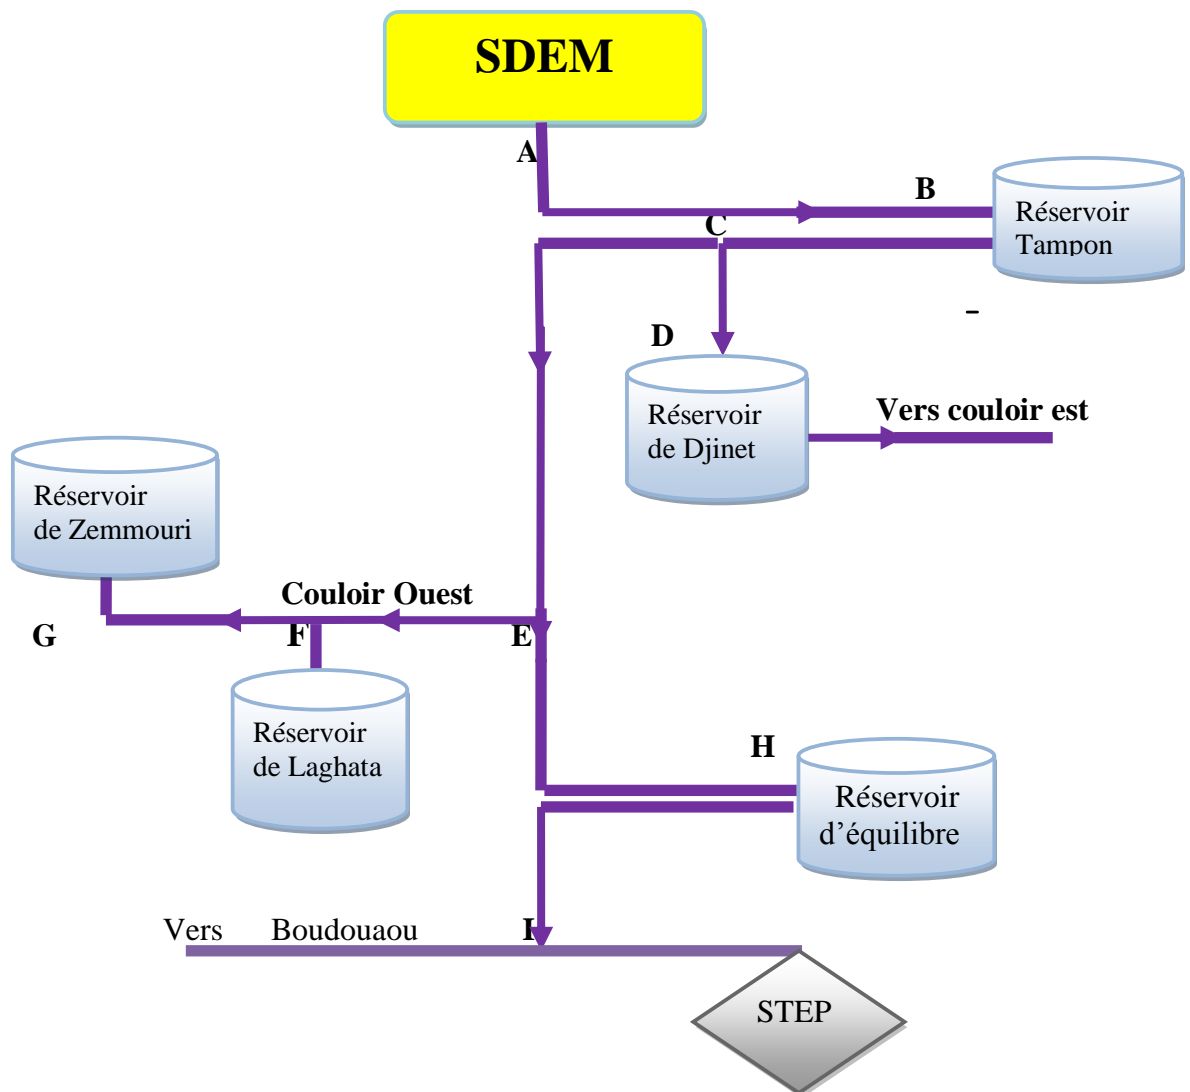 SDEM
A
B
Réservoir
Tampon
C
–
D
Réservoir
de Djinet
Vers couloir est
Réservoir
de Zemmouri
Couloir Ouest
G
F
E
Réservoir
de Laghata
H
Réservoir
d’équilibre
Vers Boudouaou
I
STEP